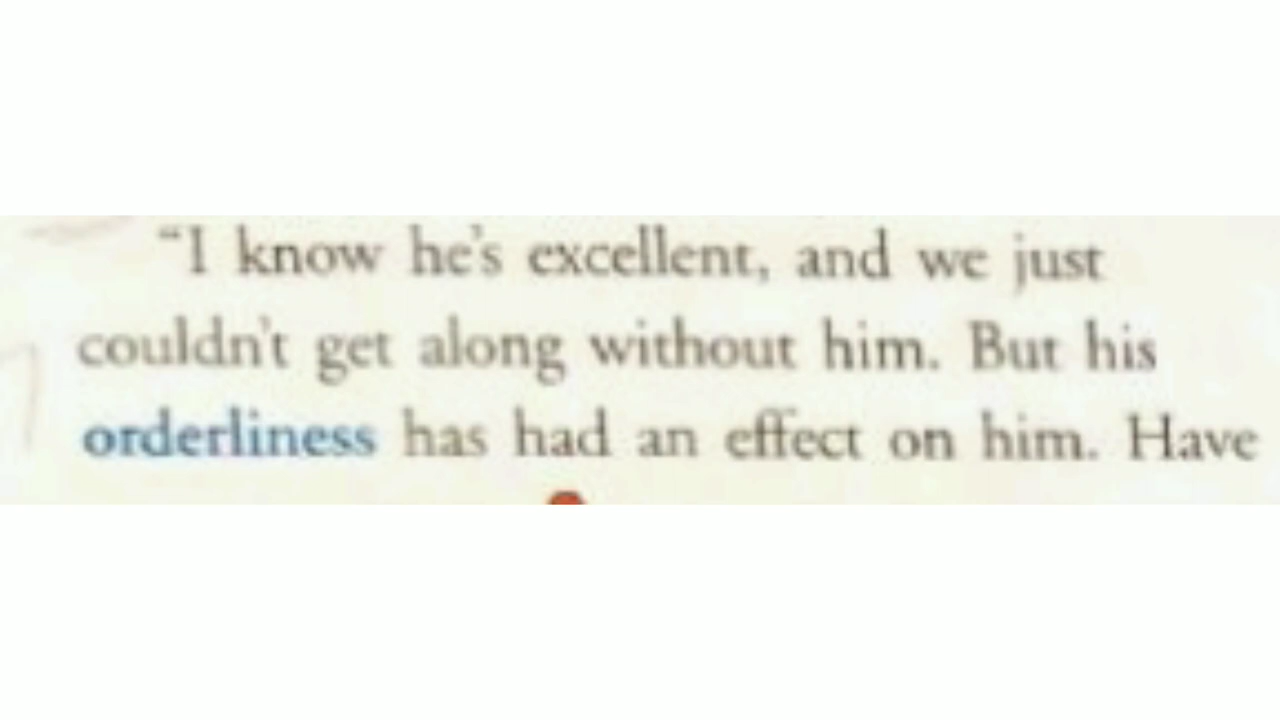 “I know he's excellent, and we just
couldn't get along without him. But his
orderliness has had an effect on him. Have